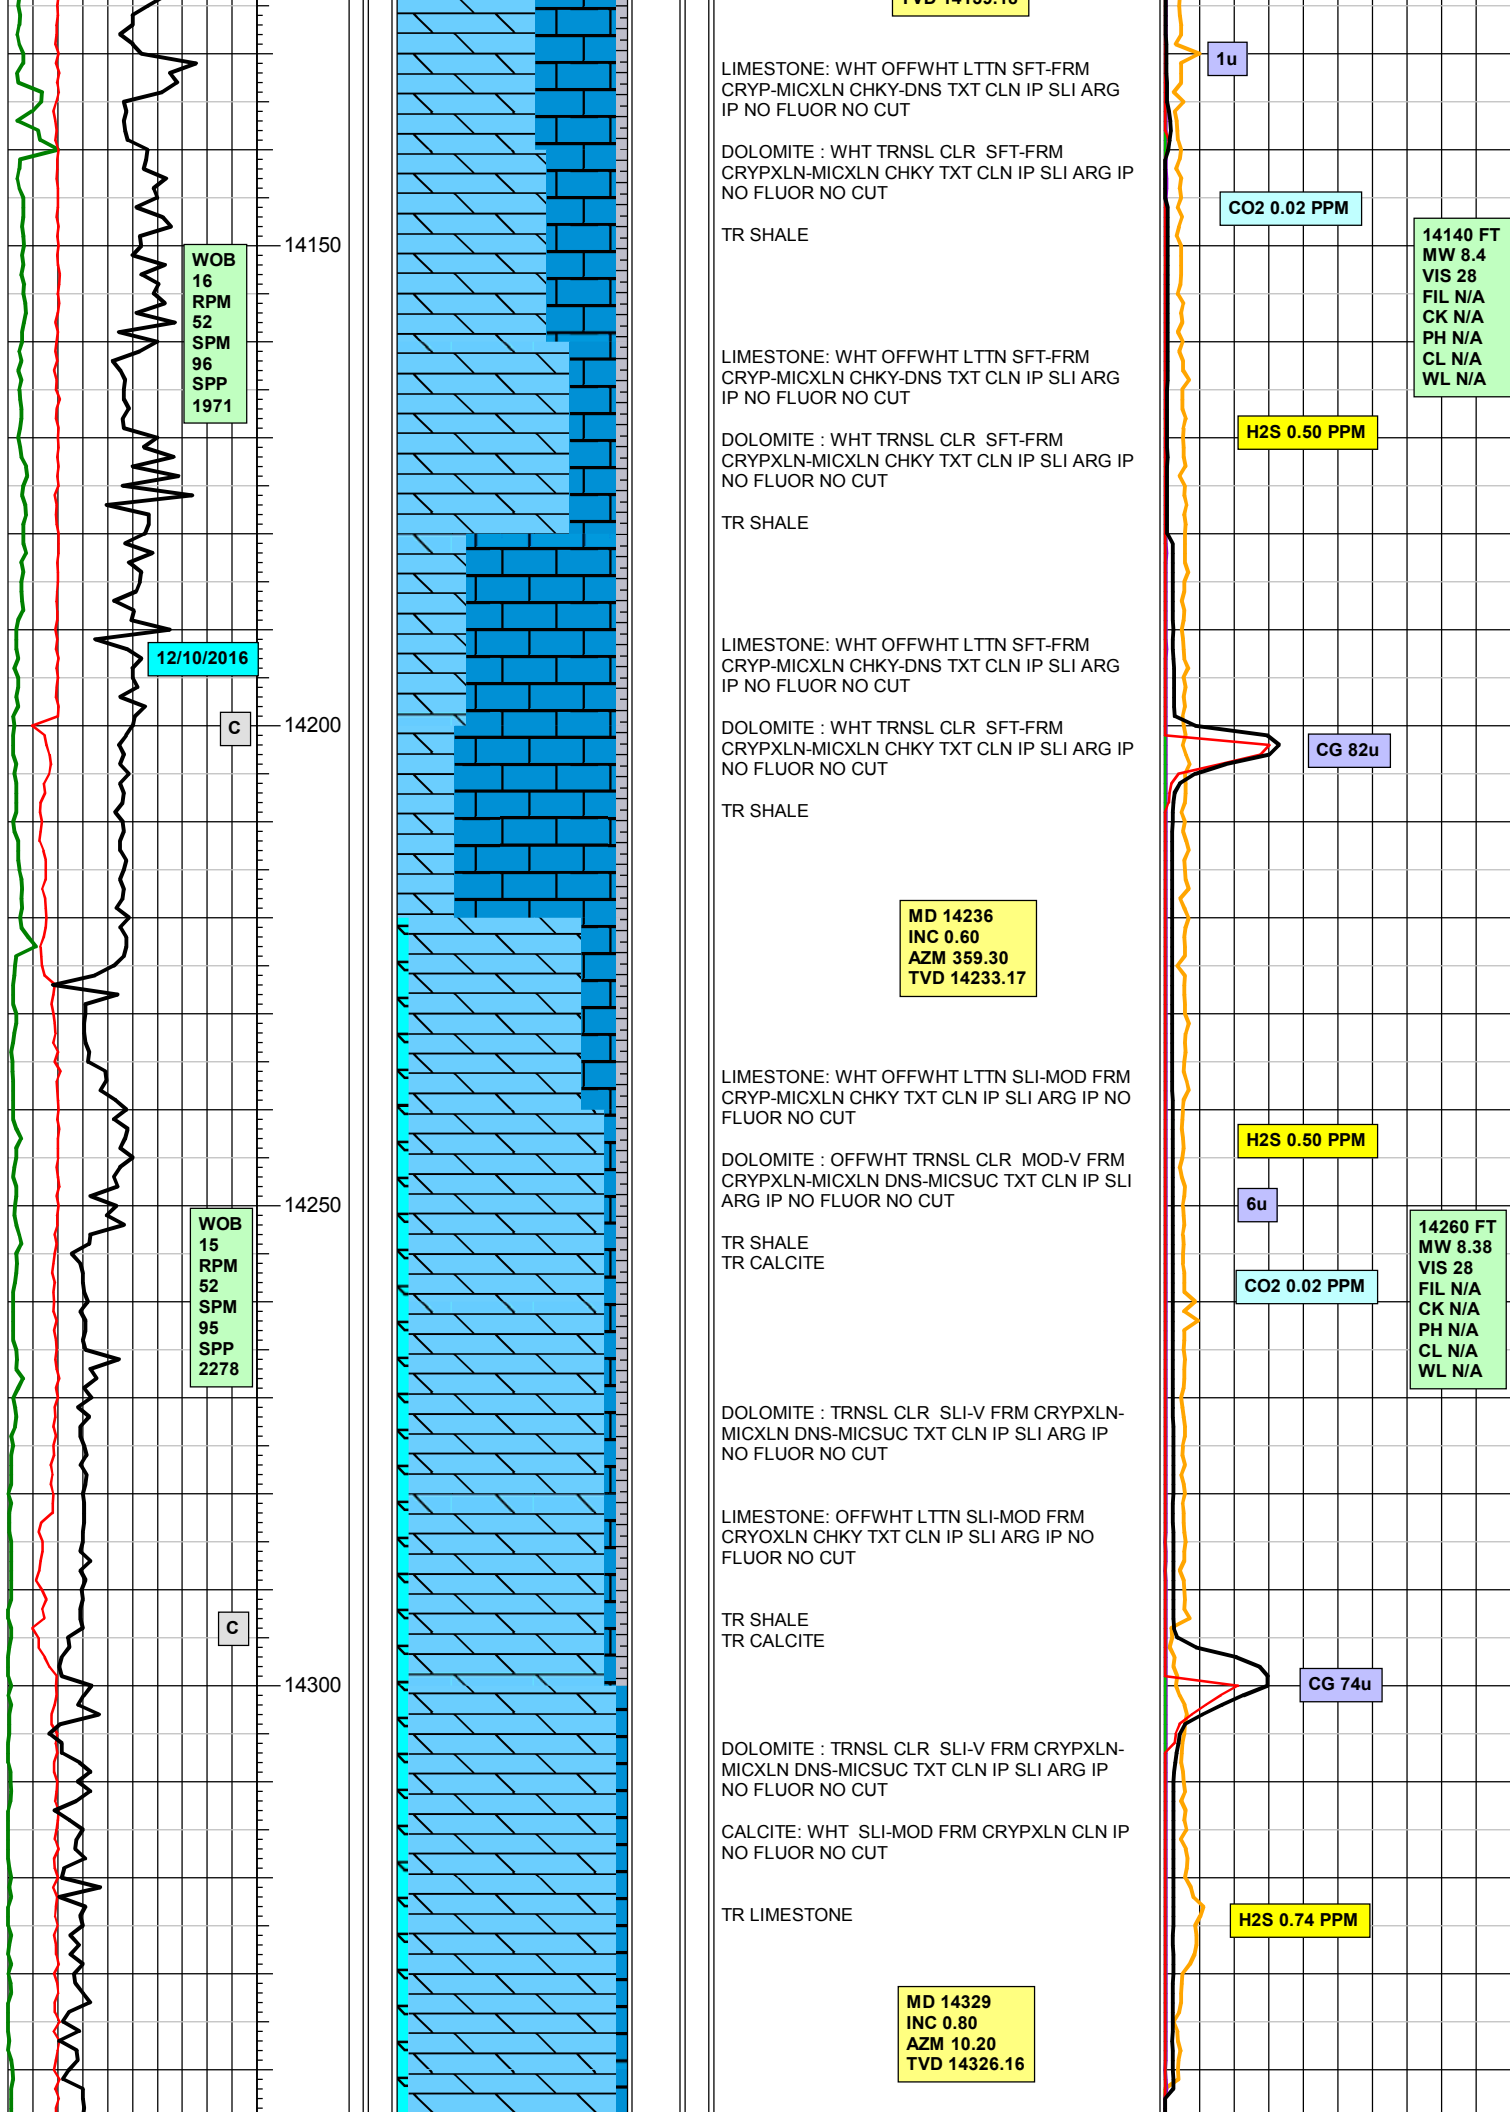 LIMESTONE: WHT OFFWHT LTTN SFT-FRM
CRYP-MICXLN CHKY-DNS TXT CLN IP SLI ARG
IP NO FLUOR NO CUT
1u
DOLOMITE : WHT TRNSL CLR SFT-FRM
CRYPXLN-MICXLN CHKY TXT CLN IP SLI ARG IP
NO FLUOR NO CUT
CO2 0.02 PPM
TR SHALE
14150
WOB
16
RPM
52
SPM
96
SPP
1971
14140 FT
MW 8.4
VIS 28
FIL N/A
CK N/A
PH N/A
CL N/A
WL N/A
LIMESTONE: WHT OFFWHT LTTN SFT-FRM
CRYP-MICXLN CHKY-DNS TXT CLN IP SLI ARG
IP NO FLUOR NO CUT
H2S 0.50 PPM
DOLOMITE : WHT TRNSL CLR SFT-FRM
CRYPXLN-MICXLN CHKY TXT CLN IP SLI ARG IP
NO FLUOR NO CUT
TR SHALE
12/10/2016
LIMESTONE: WHT OFFWHT LTTN SFT-FRM
CRYP-MICXLN CHKY-DNS TXT CLN IP SLI ARG
IP NO FLUOR NO CUT
C
14200
DOLOMITE : WHT TRNSL CLR SFT-FRM
CRYPXLN-MICXLN CHKY TXT CLN IP SLI ARG IP
NO FLUOR NO CUT
CG 82u
TR SHALE
MD 14236
INC 0.60
AZM 359.30
TVD 14233.17
LIMESTONE: WHT OFFWHT LTTN SLI-MOD FRM
CRYP-MICXLN CHKY TXT CLN IP SLI ARG IP NO
FLUOR NO CUT
H2S 0.50 PPM
DOLOMITE : OFFWHT TRNSL CLR MOD-V FRM
CRYPXLN-MICXLN DNS-MICSUC TXT CLN IP SLI
ARG IP NO FLUOR NO CUT
6u
14250
WOB
15
RPM
52
SPM
95
SPP
2278
TR SHALE
TR CALCITE
CO2 0.02 PPM
14260 FT
MW 8.38
VIS 28
FIL N/A
CK N/A
PH N/A
CL N/A
WL N/A
DOLOMITE : TRNSL CLR SLI-V FRM CRYPXLN-
MICXLN DNS-MICSUC TXT CLN IP SLI ARG IP
NO FLUOR NO CUT
LIMESTONE: OFFWHT LTTN SLI-MOD FRM
CRYOXLN CHKY TXT CLN IP SLI ARG IP NO
FLUOR NO CUT
C
TR SHALE
TR CALCITE
14300
CG 74u
DOLOMITE : TRNSL CLR SLI-V FRM CRYPXLN-
MICXLN DNS-MICSUC TXT CLN IP SLI ARG IP
NO FLUOR NO CUT
CALCITE: WHT SLI-MOD FRM CRYPXLN CLN IP
NO FLUOR NO CUT
TR LIMESTONE
H2S 0.74 PPM
MD 14329
INC 0.80
AZM 10.20
TVD 14326.16